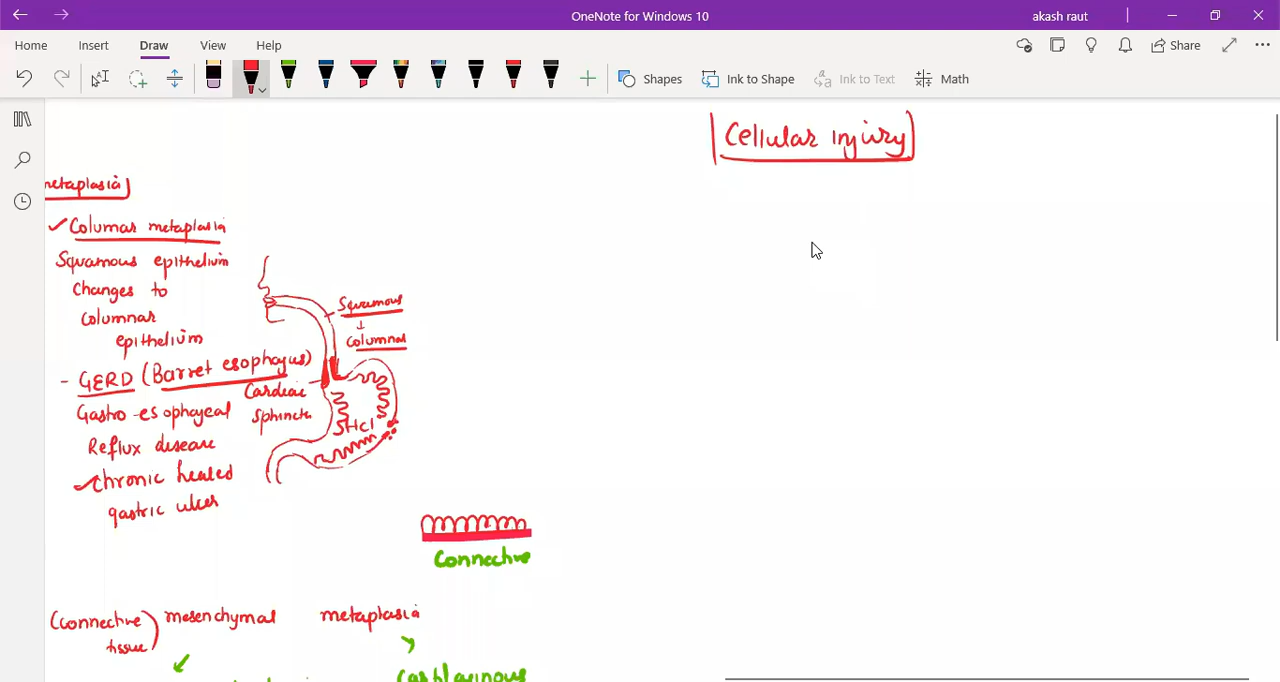 OneNote for Windows 10
akash raut
Home
Insert
Draw
View
Help
Share
Shapes
Ink to Shape
Ink to Text
Math
Cellular injury
metaplasia
Columar metaplasia
Squamous epithelium
Changes to
columnar
epithelium
- GERD (Barret esophagus)
Gastro-esophageal
Reflux disease
chronic healed
gastric ulcer
Squamous
columnal
Cardiac
sphincter
HCl
Connective
(connective
tissue)
mesenchymal metaplasia
Cartilaginous